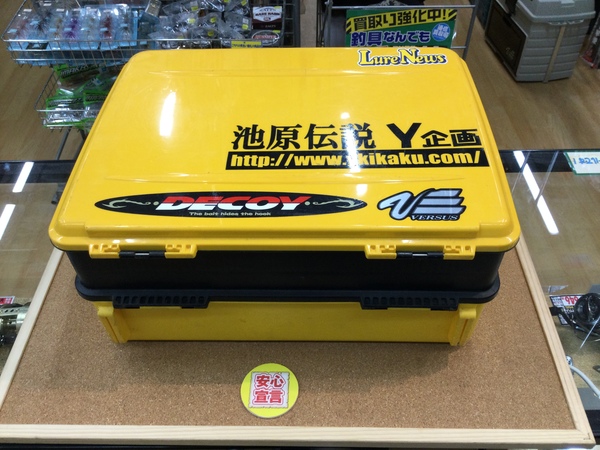 買取り強化中!
釣具なんでも
LureNews
池原伝説 Y企画
http://www.ykikaku.com/
DECOY
The bait hides the hook
VERSUS
安心
宣言